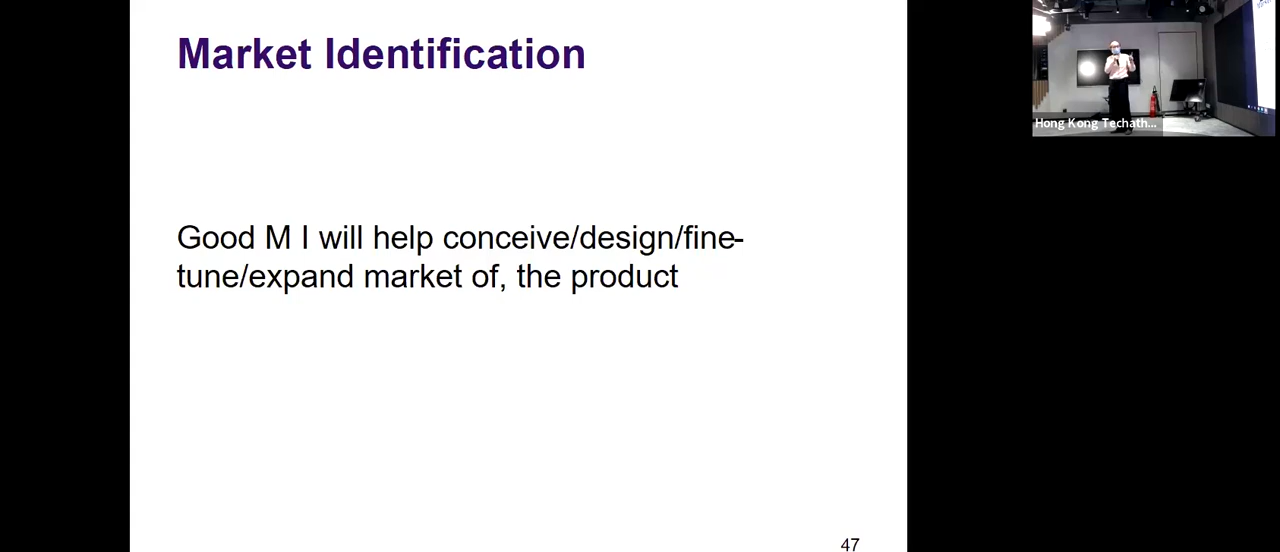 Market Identification
Good M I will help conceive/design/fine-
tune/expand market of, the product
47
Hong Kong Techath...